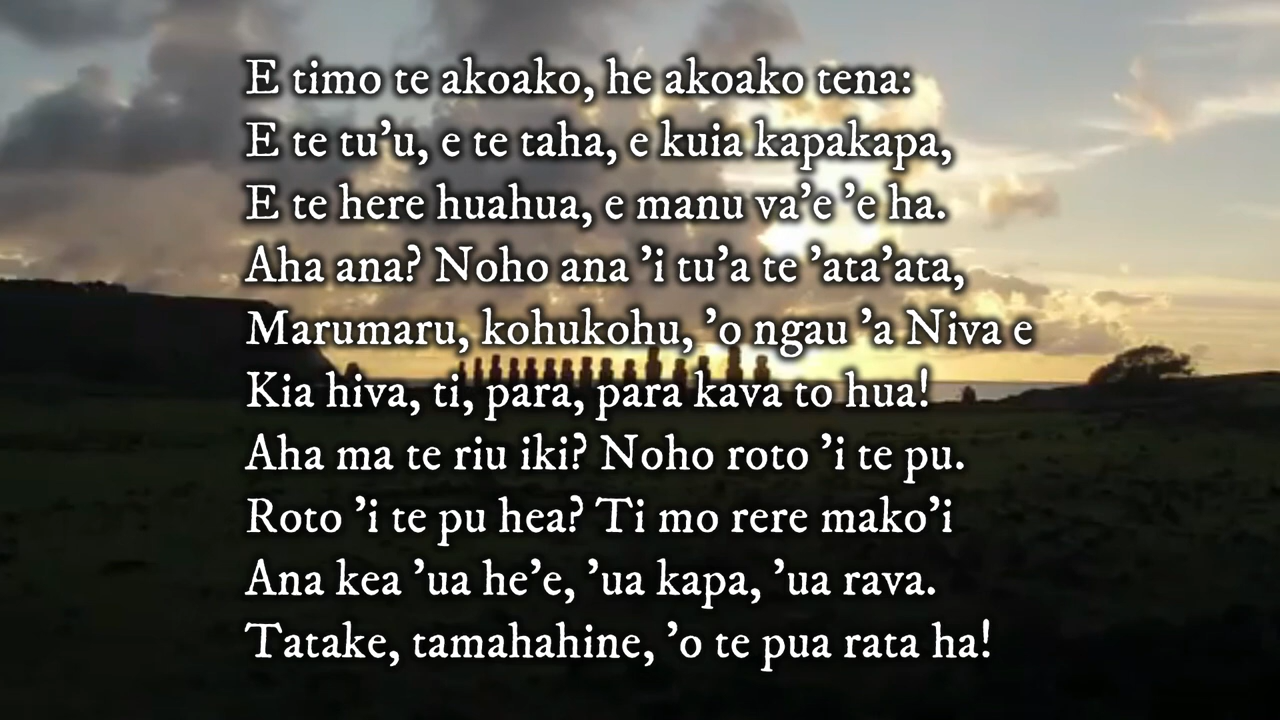 E timo te akoako, he akoako tena:
E te tu’u, e te taha, e kuia kapakapa,
E te here huahua, e manu va’e ’e ha.
Aha ana? Noho ana ’i tu’a te ’ata’ata,
Marumaru, kohukohu, ’o ngau ’a Niva e
Kia hiva, ti, para, para kava to hua!
Aha ma te riu iki? Noho roto ’i te pu.
Roto ’i te pu hea? Ti mo rere mako’i
Ana kea ’ua he’e, ’ua kapa, ’ua rava.
Tatake, tamahahine, ’o te pua rata ha!